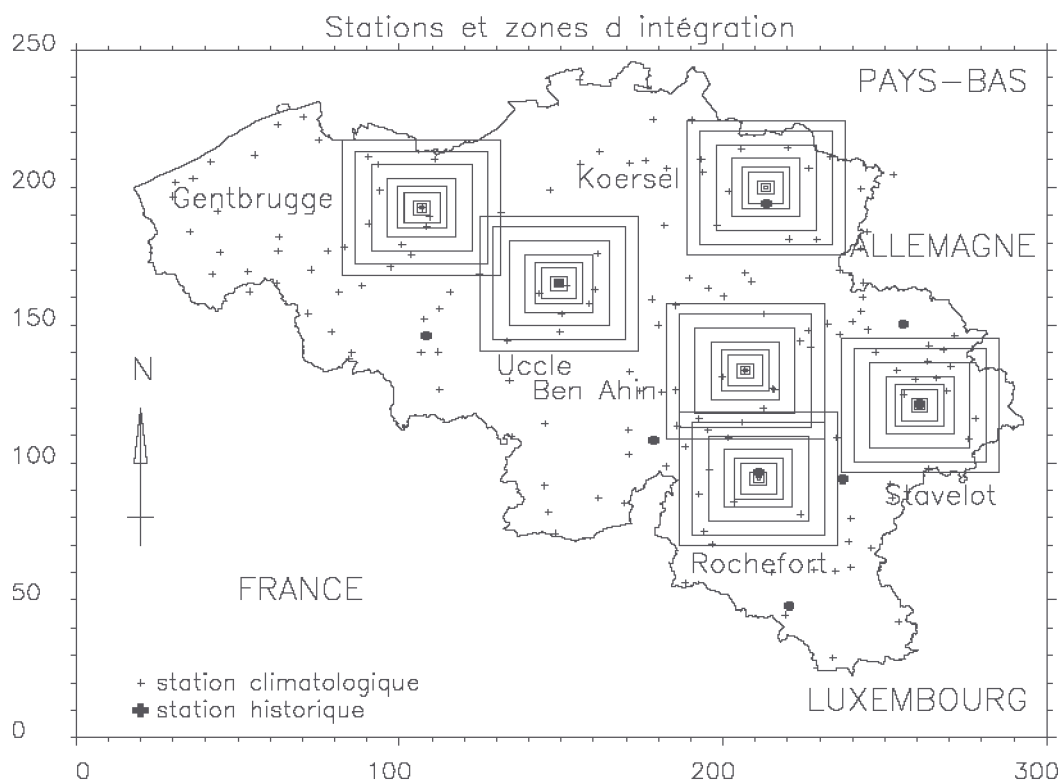 Stations et zones d intégration
250
PAYS-BAS
200
Gentbrugge
Koersel
ALLEMAGNE
150
Uccle
N
Ben Ahin
100
Stavelot
Rochefort
50
FRANCE
+ station climatologique
station historique
LUXEMBOURG
0
0 100 200 300